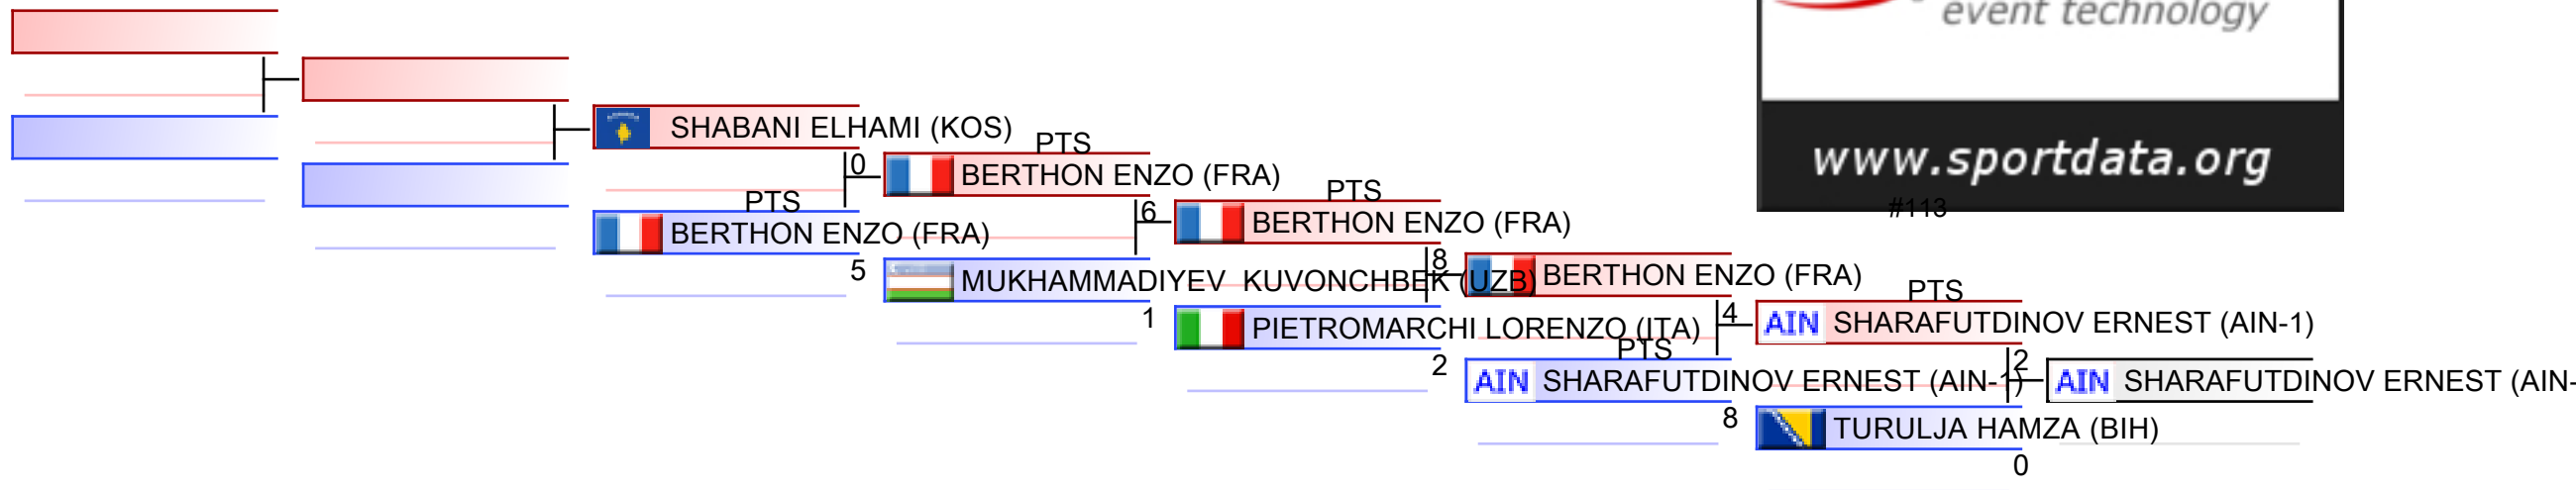 event technology
SHABANI ELHAMI (KOS)
PTS
www.sportdata.org
0
BERTHON ENZO (FRA)
PTS
PTS
#113
6
BERTHON ENZO (FRA)
BERTHON ENZO (FRA)
5
MUKHAMMADIYEV KUVONCHBEK (UZB)
8
BERTHON ENZO (FRA)
PTS
1
PIETROMARCHI LORENZO (ITA)
4
AIN SHARAFUTDINOV ERNEST (AIN-1)
PTS
2
2
AIN SHARAFUTDINOV ERNEST (AIN-1)
AIN SHARAFUTDINOV ERNEST (AIN-
8
TURULJA HAMZA (BIH)
0